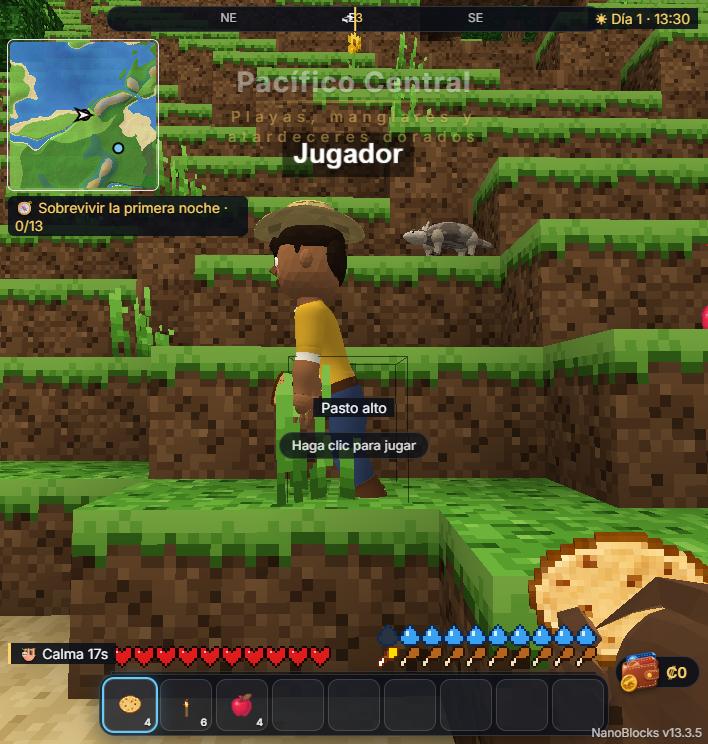 NE
SE
Día 1 · 13:30
Pacífico Central
Playas, manglares y
atardeceres dorados
Jugador
Sobrevivir la primera noche ·
0/13
Pasto alto
Haga clic para jugar
Calma 17s
₡0
4
6
4
NanoBlocks v13.3.5